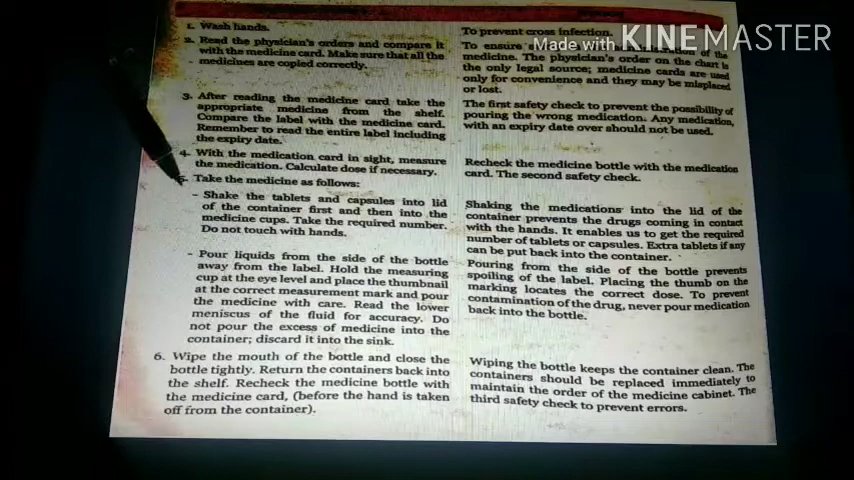 1. Wash hands.
2. Read the physician's orders and compare it
with the medicine card. Make sure that all the
medicines are copied correctly.
3. After reading the medicine card take the
appropriate medicine from the shelf.
Compare the label with the medicine card.
Remember to read the entire label including
the expiry date.
4. With the medication card in sight, measure
the medication. Calculate dose if necessary.
5. Take the medicine as follows:
- Shake the tablets and capsules into lid
of the container first and then into the
medicine cups. Take the required number.
Do not touch with hands.
- Pour liquids from the side of the bottle
away from the label. Hold the measuring
cup at the eye level and place the thumbnail
at the correct measurement mark and pour
the medicine with care. Read the lower
meniscus of the fluid for accuracy. Do
not pour the excess of medicine into the
container; discard it into the sink.
6. Wipe the mouth of the bottle and close the
bottle tightly. Return the containers back into
the shelf. Recheck the medicine bottle with
the medicine card, (before the hand is taken
off from the container).
To prevent cross infection.
To ensure of the
medicine. The physician's order on the chart is
the only legal source; medicine cards are used
only for convenience and they may be misplaced
or lost.
The first safety check to prevent the possibility of
pouring the wrong medication. Any medication,
with an expiry date over should not be used.
Recheck the medicine bottle with the medication
card. The second safety check.
Shaking the medications into the lid of the
container prevents the drugs coming in contact
with the hands. It enables us to get the required
number of tablets or capsules. Extra tablets if any
can be put back into the container.
Pouring from the side of the bottle prevents
spoiling of the label. Placing the thumb on the
marking locates the correct dose. To prevent
contamination of the drug, never pour medication
back into the bottle.
Wiping the bottle keeps the container clean. The
containers should be replaced immediately to
maintain the order of the medicine cabinet. The
third safety check to prevent errors.
Made with KINEMASTER